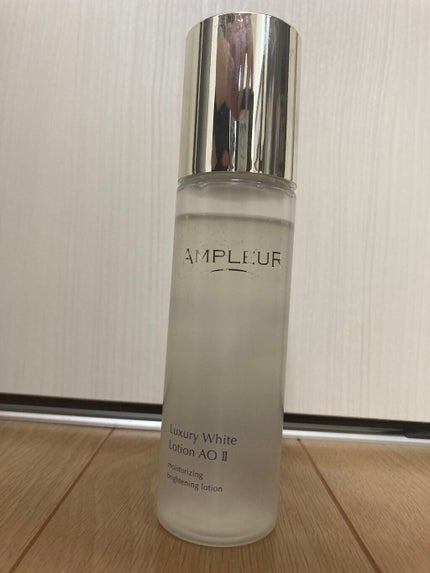 AMPLEUR
Luxury White
Lotion AO Ⅱ
moisturizing
brightening lotion